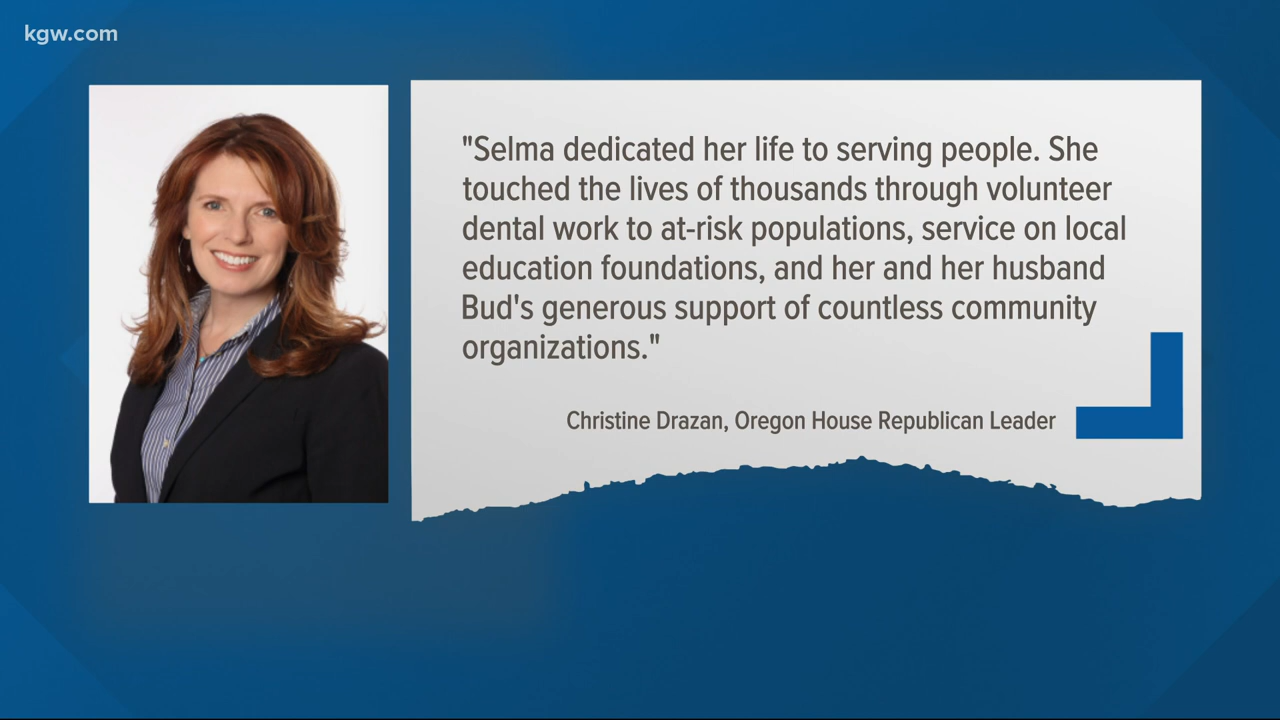 kgw.com
"Selma dedicated her life to serving people. She
touched the lives of thousands through volunteer
dental work to at-risk populations, service on local
education foundations, and her and her husband
Bud's generous support of countless community
organizations."
Christine Drazan, Oregon House Republican Leader